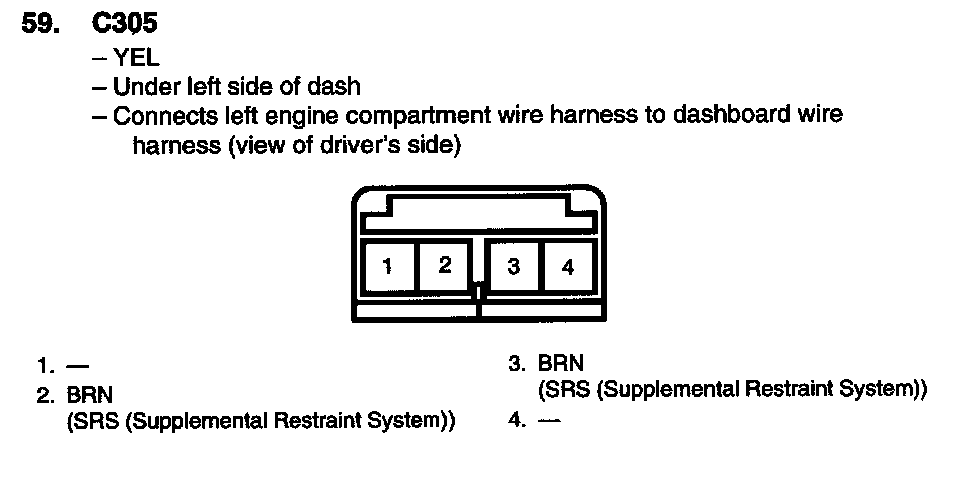 59. C305
– YEL
– Under left side of dash
– Connects left engine compartment wire harness to dashboard wire
harness (view of driver's side)
1 2 3 4
1. —
2. BRN
(SRS (Supplemental Restraint System))
3. BRN
(SRS (Supplemental Restraint System))
4. —